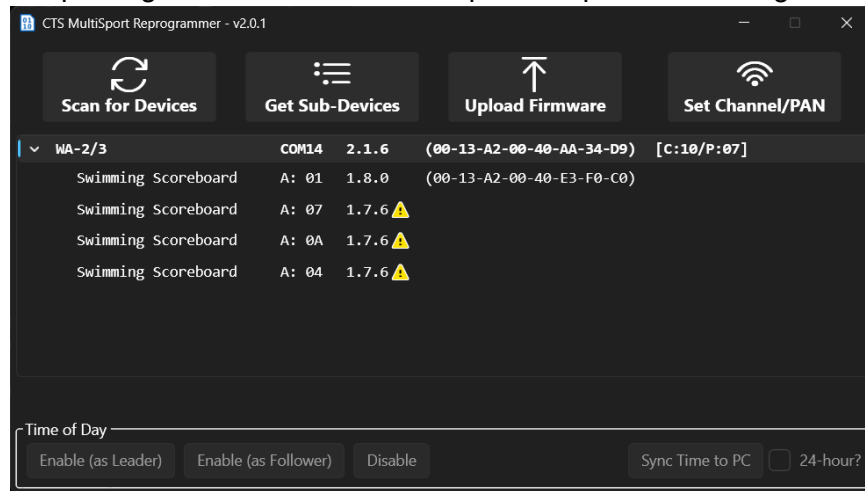 CTS MultiSport Reprogrammer - v2.0.1
Scan for Devices Get Sub-Devices Upload Firmware Set Channel/PAN
WA-2/3 COM14 2.1.6 (00-13-A2-00-40-AA-34-D9) [C:10/P:07]
Swimming Scoreboard A: 01 1.8.0 (00-13-A2-00-40-E3-F0-C0)
Swimming Scoreboard A: 07 1.7.6
Swimming Scoreboard A: 0A 1.7.6
Swimming Scoreboard A: 04 1.7.6
Time of Day
Enable (as Leader) Enable (as Follower) Disable Sync Time to PC 24-hour?